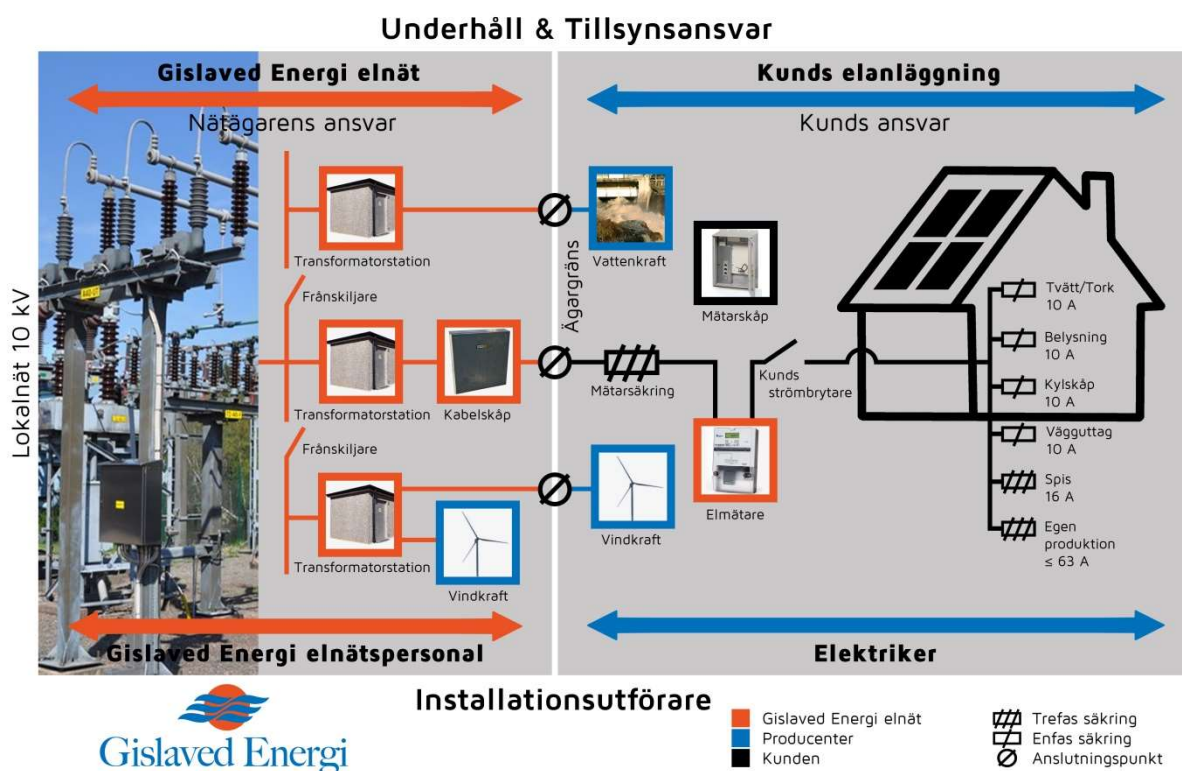 Underhåll & Tillsynsansvar
Gislaved Energi elnät
Nätägarens ansvar
Kunds elanläggning
Kunds ansvar
Lokalnät 10 kV
Transformatorstation
Frånskiljare
Transformatorstation
Kabelskåp
Frånskiljare
Transformatorstation
Vindkraft
Ägargräns
Vattenkraft
Mätarskåp
Mätarsäkring
Kunds
strömbrytare
Elmätare
Vindkraft
Tvätt/Tork
10 A
Belysning
10 A
Kylskåp
10 A
Vägguttag
10 A
Spis
16 A
Egen
produktion
≤ 63 A
Gislaved Energi elnätspersonal
Elektriker
Installationsutförare
Gislaved Energi
Gislaved Energi elnät
Producenter
Kunden
Trefas säkring
Enfas säkring
Anslutningspunkt